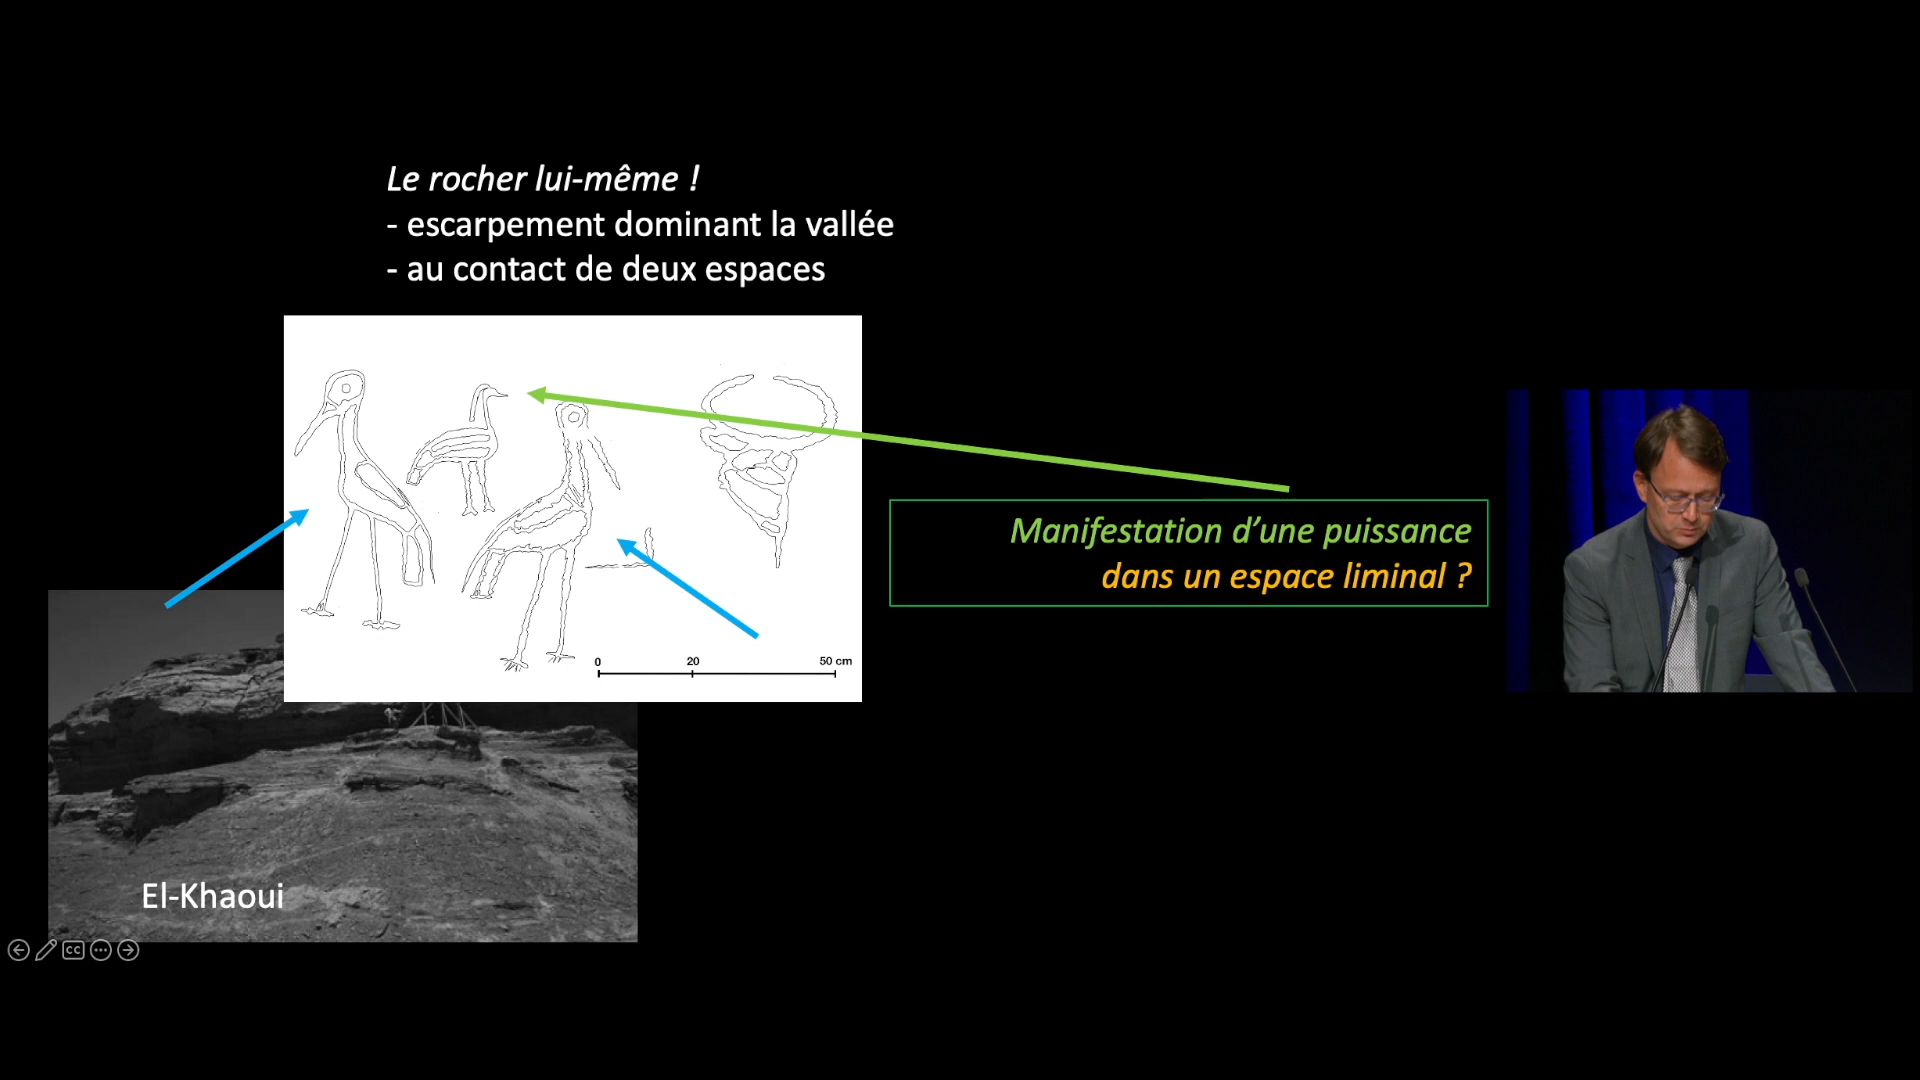 Le rocher lui-même !
- escarpement dominant la vallée
- au contact de deux espaces
Manifestation d’une puissance
dans un espace liminal ?
0 20 50 cm
El-Khaoui
CC